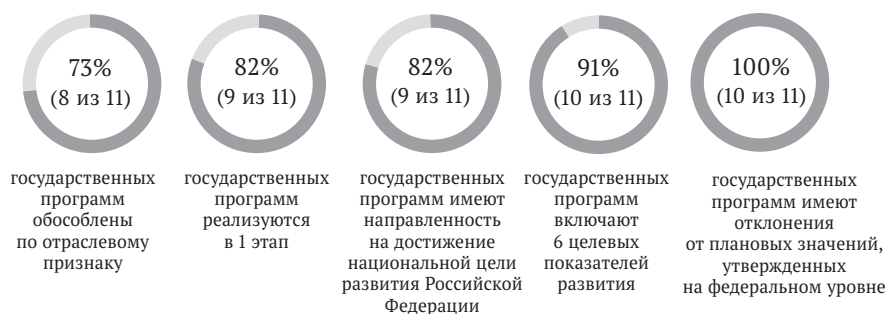 73%
(8 из 11)
государственных
программ
обособлены
по отраслевому
признаку
82%
(9 из 11)
государственных
программ
реализуются
в 1 этап
82%
(9 из 11)
государственных
программ имеют
направленность
на достижение
национальной цели
развития Российской
Федерации
91%
(10 из 11)
государственных
программ
включают
6 целевых
показателей
развития
100%
(10 из 11)
государственных
программ имеют
отклонения
от плановых значений,
утвержденных
на федеральном уровне